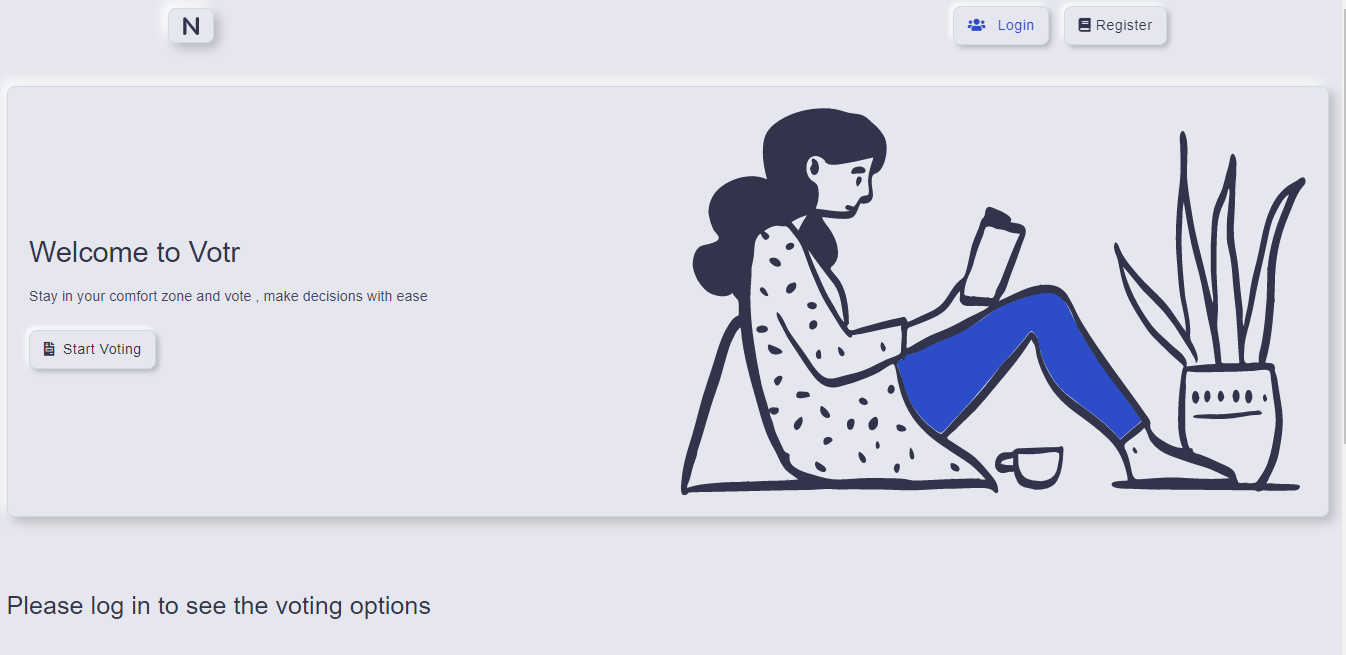 N
Login
Register
Welcome to Votr
Stay in your comfort zone and vote , make decisions with ease
Start Voting
Please log in to see the voting options